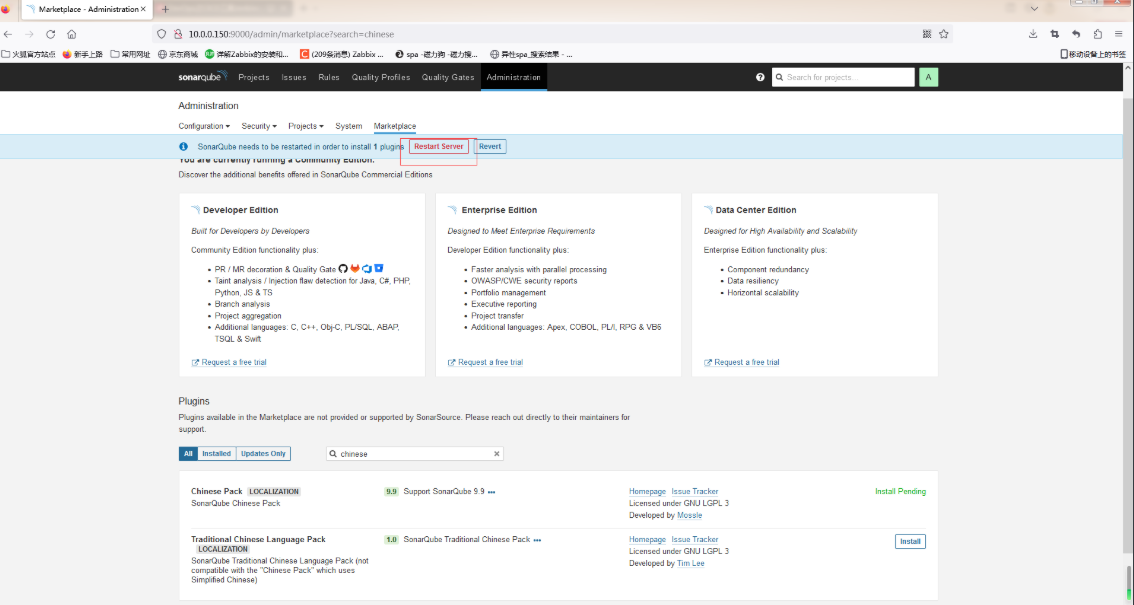 Marketplace - Administration
10.0.0.150:9000/admin/marketplace?search=chinese
火狐官方站点 新手上路 常用网址 京东商城 详解Zabbix的安装和... (209条消息) Zabbix ... spa -磁力狗 -磁力搜... 异性spa_搜索结果 - ... 移动设备上的书签
sonarqube Projects Issues Rules Quality Profiles Quality Gates Administration Search for projects... A
Administration
Configuration Security Projects System Marketplace
SonarQube needs to be restarted in order to install 1 plugins Restart Server Revert
You are currently running a Community Edition.
Discover the additional benefits offered in SonarQube Commercial Editions.
Developer Edition
Built for Developers by Developers
Community Edition functionality plus:
• PR / MR decoration & Quality Gate
• Taint analysis / Injection flaw detection for Java, C#, PHP,
Python, JS & TS
• Branch analysis
• Project aggregation
• Additional languages: C, C++, Obj-C, PL/SQL, ABAP,
TSQL & Swift
Request a free trial
Enterprise Edition
Designed to Meet Enterprise Requirements
Developer Edition functionality plus:
• Faster analysis with parallel processing
• OWASP/CWE security reports
• Portfolio management
• Executive reporting
• Project transfer
• Additional languages: Apex, COBOL, PL/I, RPG & VB6
Request a free trial
Data Center Edition
Designed for High Availability and Scalability
Enterprise Edition functionality plus:
• Component redundancy
• Data resiliency
• Horizontal scalability
Request a free trial
Plugins
Plugins available in the Marketplace are not provided or supported by SonarSource. Please reach out directly to their maintainers for
support.
All Installed Updates Only chinese
Chinese Pack LOCALIZATION
SonarQube Chinese Pack
9.9 Support SonarQube 9.9 •••
Homepage Issue Tracker
Licensed under GNU LGPL 3
Developed by Mossle
Install Pending
Traditional Chinese Language Pack
LOCALIZATION
SonarQube Traditional Chinese Language Pack (not
compatible with the "Chinese Pack" which uses
Simplified Chinese)
1.0 SonarQube Traditional Chinese Pack •••
Homepage Issue Tracker
Licensed under GNU LGPL 3
Developed by Tim Lee
Install